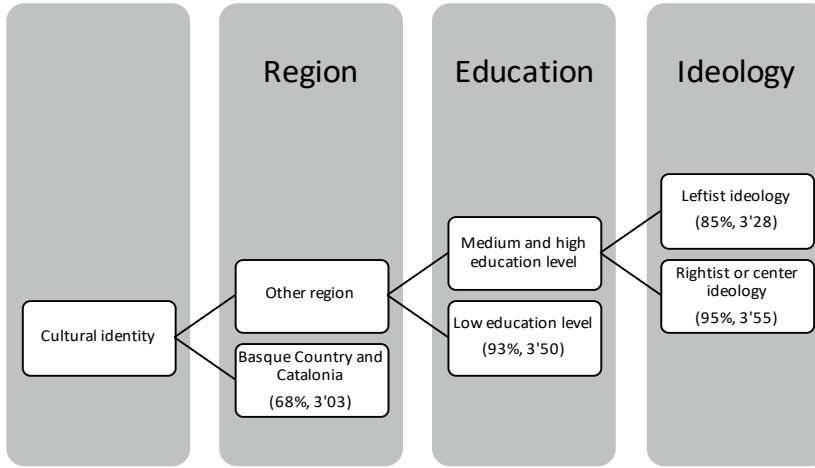 Region
Education
Ideology
Cultural identity
Other region
Basque Country and
Catalonia
(68%, 3'03)
Medium and high
education level
Low education level
(93%, 3'50)
Leftist ideology
(85%, 3'28)
Rightist or center
ideology
(95%, 3'55)